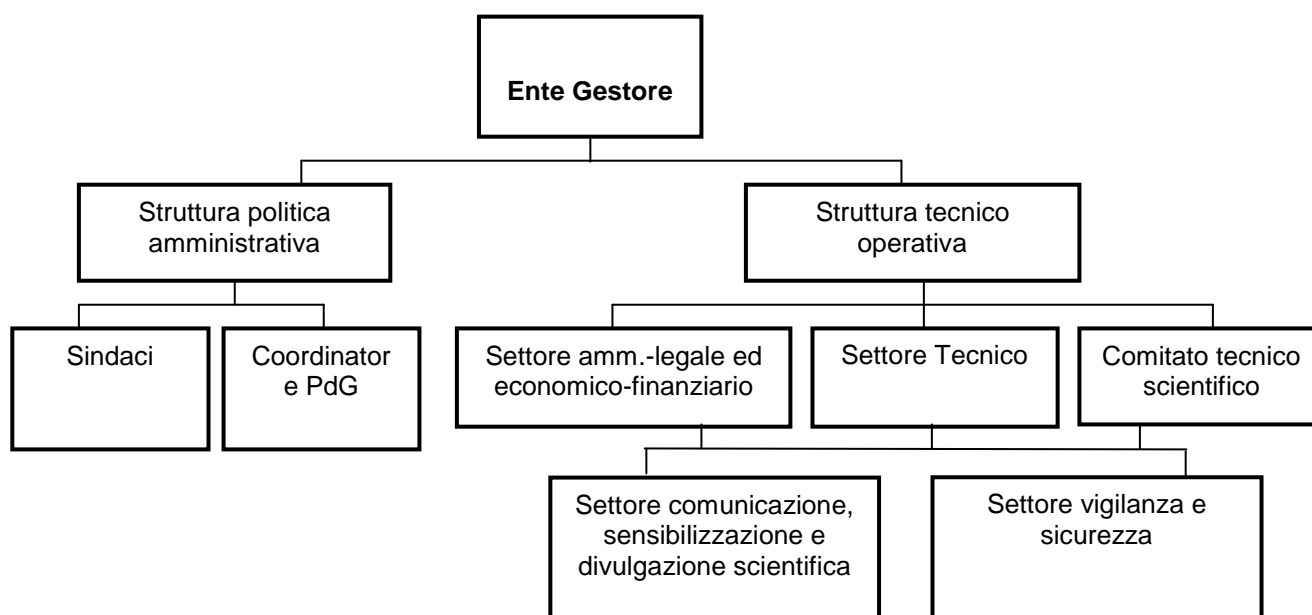 Ente Gestore
Struttura politica
amministrativa
Struttura tecnico
operativa
Sindaci
Coordinator
e PdG
Settore amm.-legale ed
economico-finanziario
Settore Tecnico
Comitato tecnico
scientifico
Settore comunicazione,
sensibilizzazione e
divulgazione scientifica
Settore vigilanza e
sicurezza